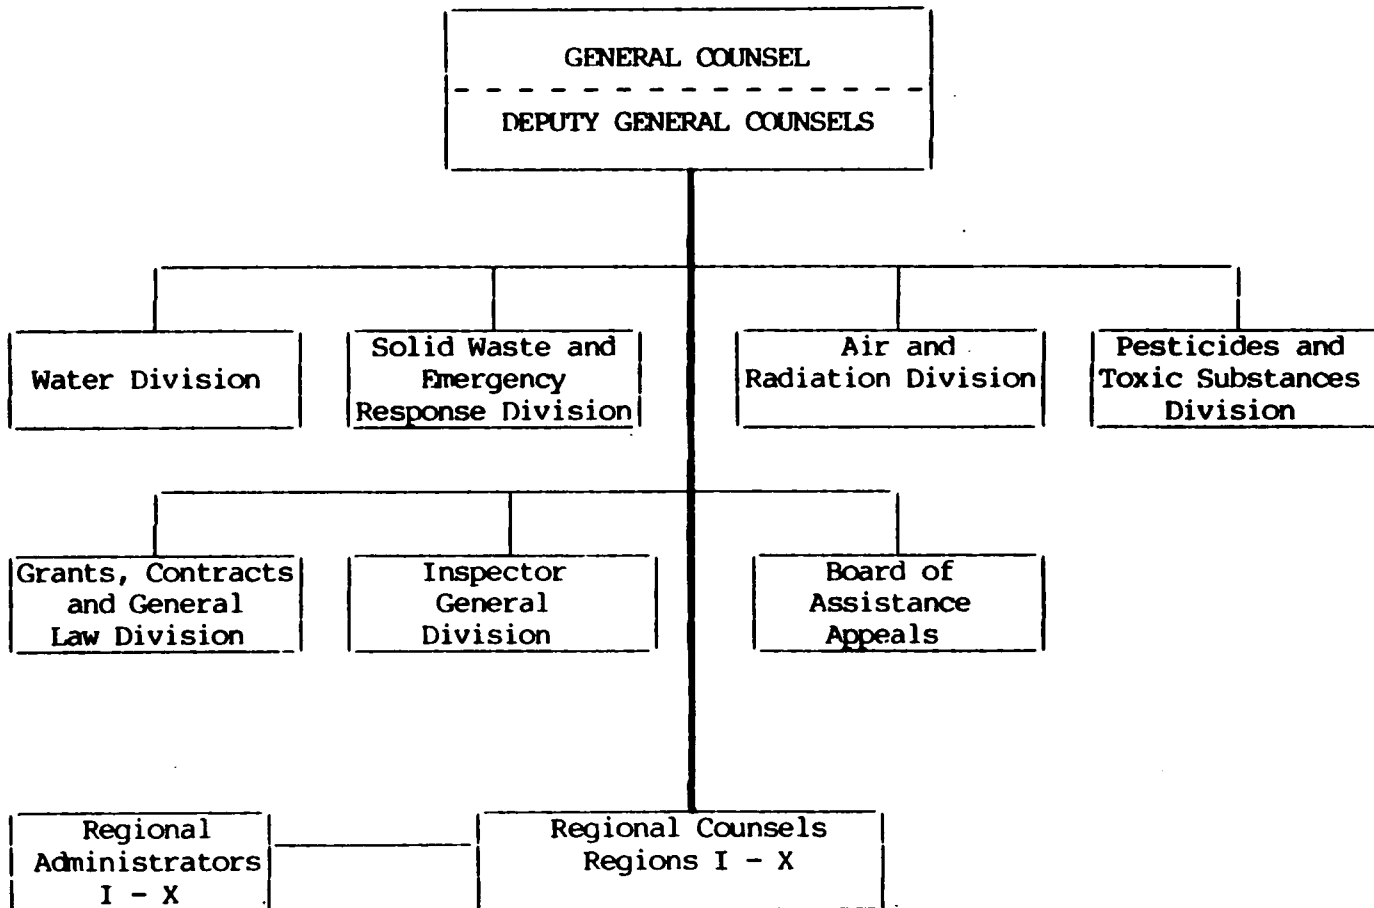 GENERAL COUNSEL
DEPUTY GENERAL COUNSELS
Water Division
Solid Waste and
Emergency
Response Division
Air and
Radiation Division
Pesticides and
Toxic Substances
Division
Grants, Contracts
and General
Law Division
Inspector
General
Division
Board of
Assistance
Appeals
Regional
Administrators
I - X
Regional Counsels
Regions I - X